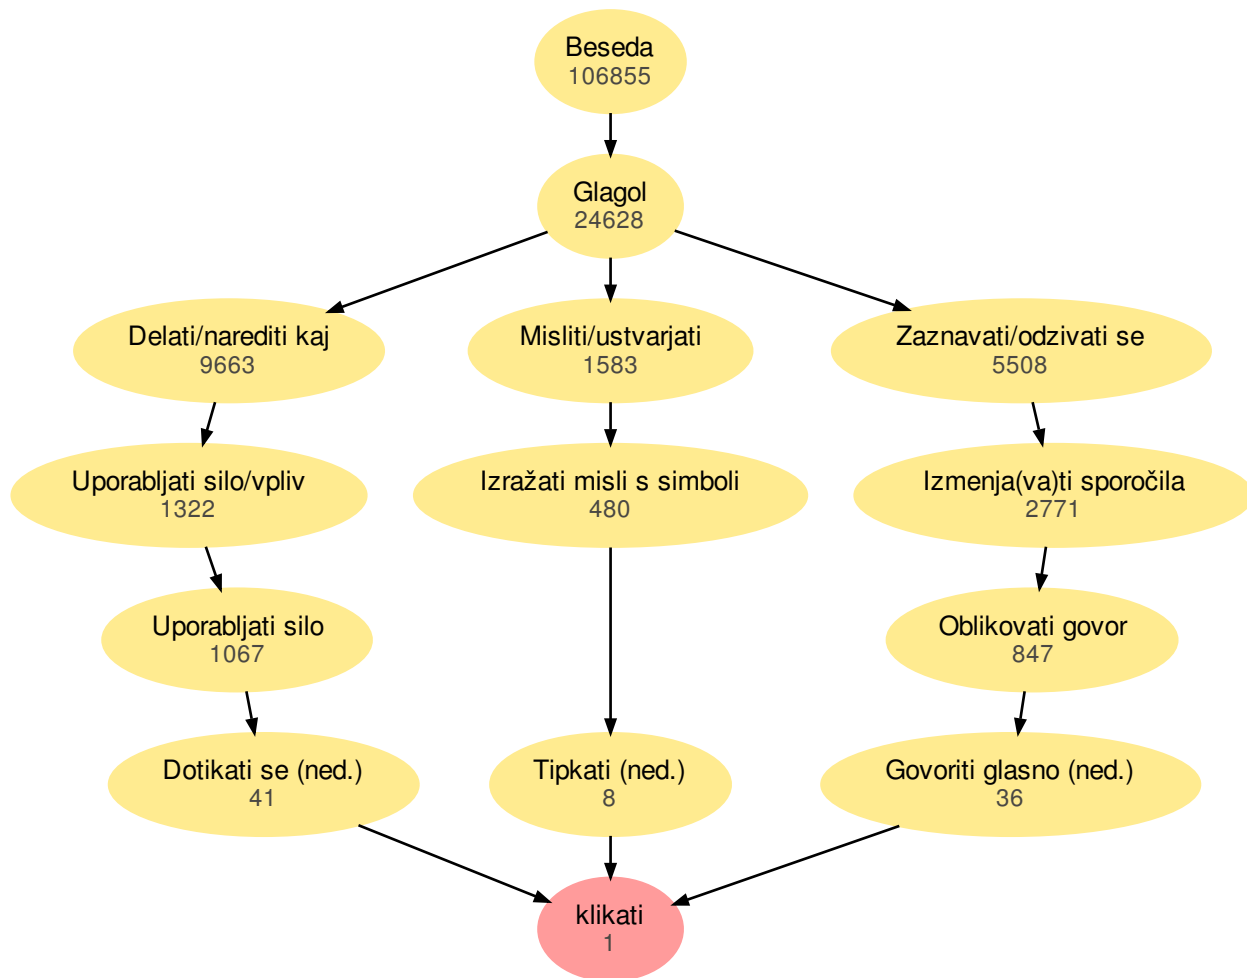 Beseda
106855
Glagol
24628
Delati/narediti kaj
9663
Misliti/ustvarjati
1583
Zaznavati/odzivati se
5508
Uporabljati silo/vpliv
1322
Izražati misli s simboli
480
Izmenja(va)ti sporočila
2771
Uporabljati silo
1067
Oblikovati govor
847
Dotikati se (ned.)
41
Tipkati (ned.)
8
Govoriti glasno (ned.)
36
klikati
1